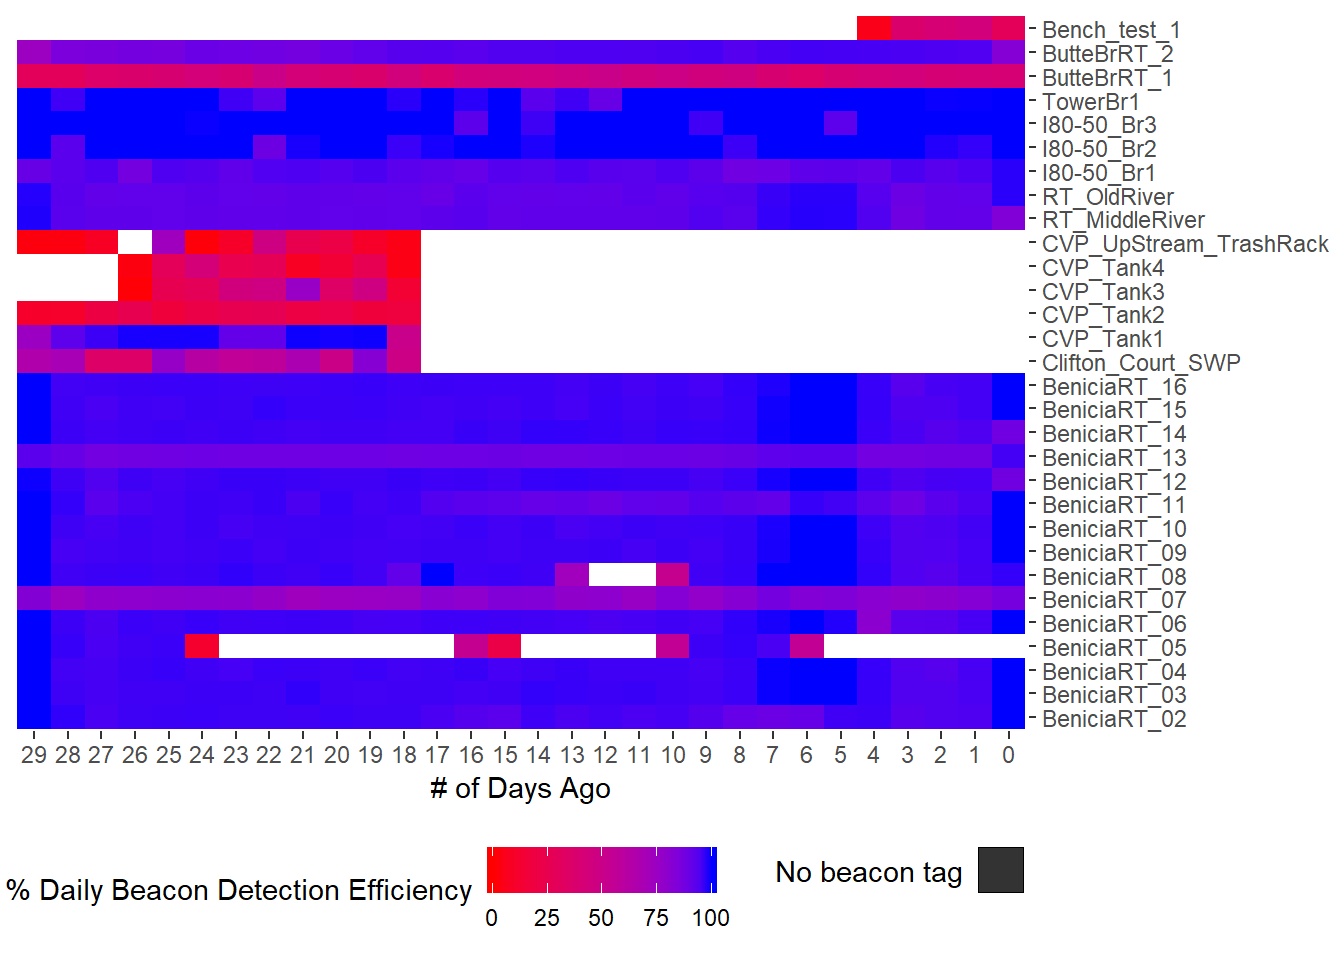 Bench_test_1
ButteBrRT_2
ButteBrRT_1
TowerBr1
I80-50_Br3
I80-50_Br2
I80-50_Br1
RT_OldRiver
RT_MiddleRiver
CVP_UpStream_TrashRack
CVP_Tank4
CVP_Tank3
CVP_Tank2
CVP_Tank1
Clifton_Court_SWP
BeniciaRT_16
BeniciaRT_15
BeniciaRT_14
BeniciaRT_13
BeniciaRT_12
BeniciaRT_11
BeniciaRT_10
BeniciaRT_09
BeniciaRT_08
BeniciaRT_07
BeniciaRT_06
BeniciaRT_05
BeniciaRT_04
BeniciaRT_03
BeniciaRT_02
29 28 27 26 25 24 23 22 21 20 19 18 17 16 15 14 13 12 11 10 9 8 7 6 5 4 3 2 1 0
# of Days Ago
% Daily Beacon Detection Efficiency
0 25 50 75 100
No beacon tag